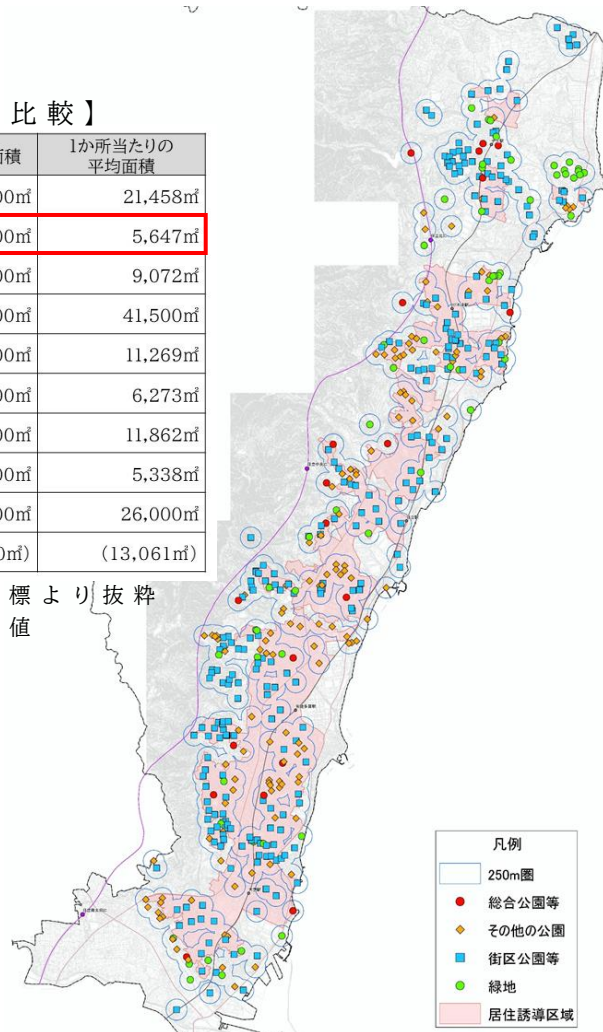 比較】
面積
1か所当たりの
平均面積
00㎡ 21,458㎡
00㎡ 5,647㎡
00㎡ 9,072㎡
00㎡ 41,500㎡
00㎡ 11,269㎡
00㎡ 6,273㎡
00㎡ 11,862㎡
00㎡ 5,338㎡
00㎡ 26,000㎡
0㎡) (13,061㎡)
標より抜粋
値
凡例
250m圏
総合公園等
その他の公園
街区公園等
緑地
居住誘導区域